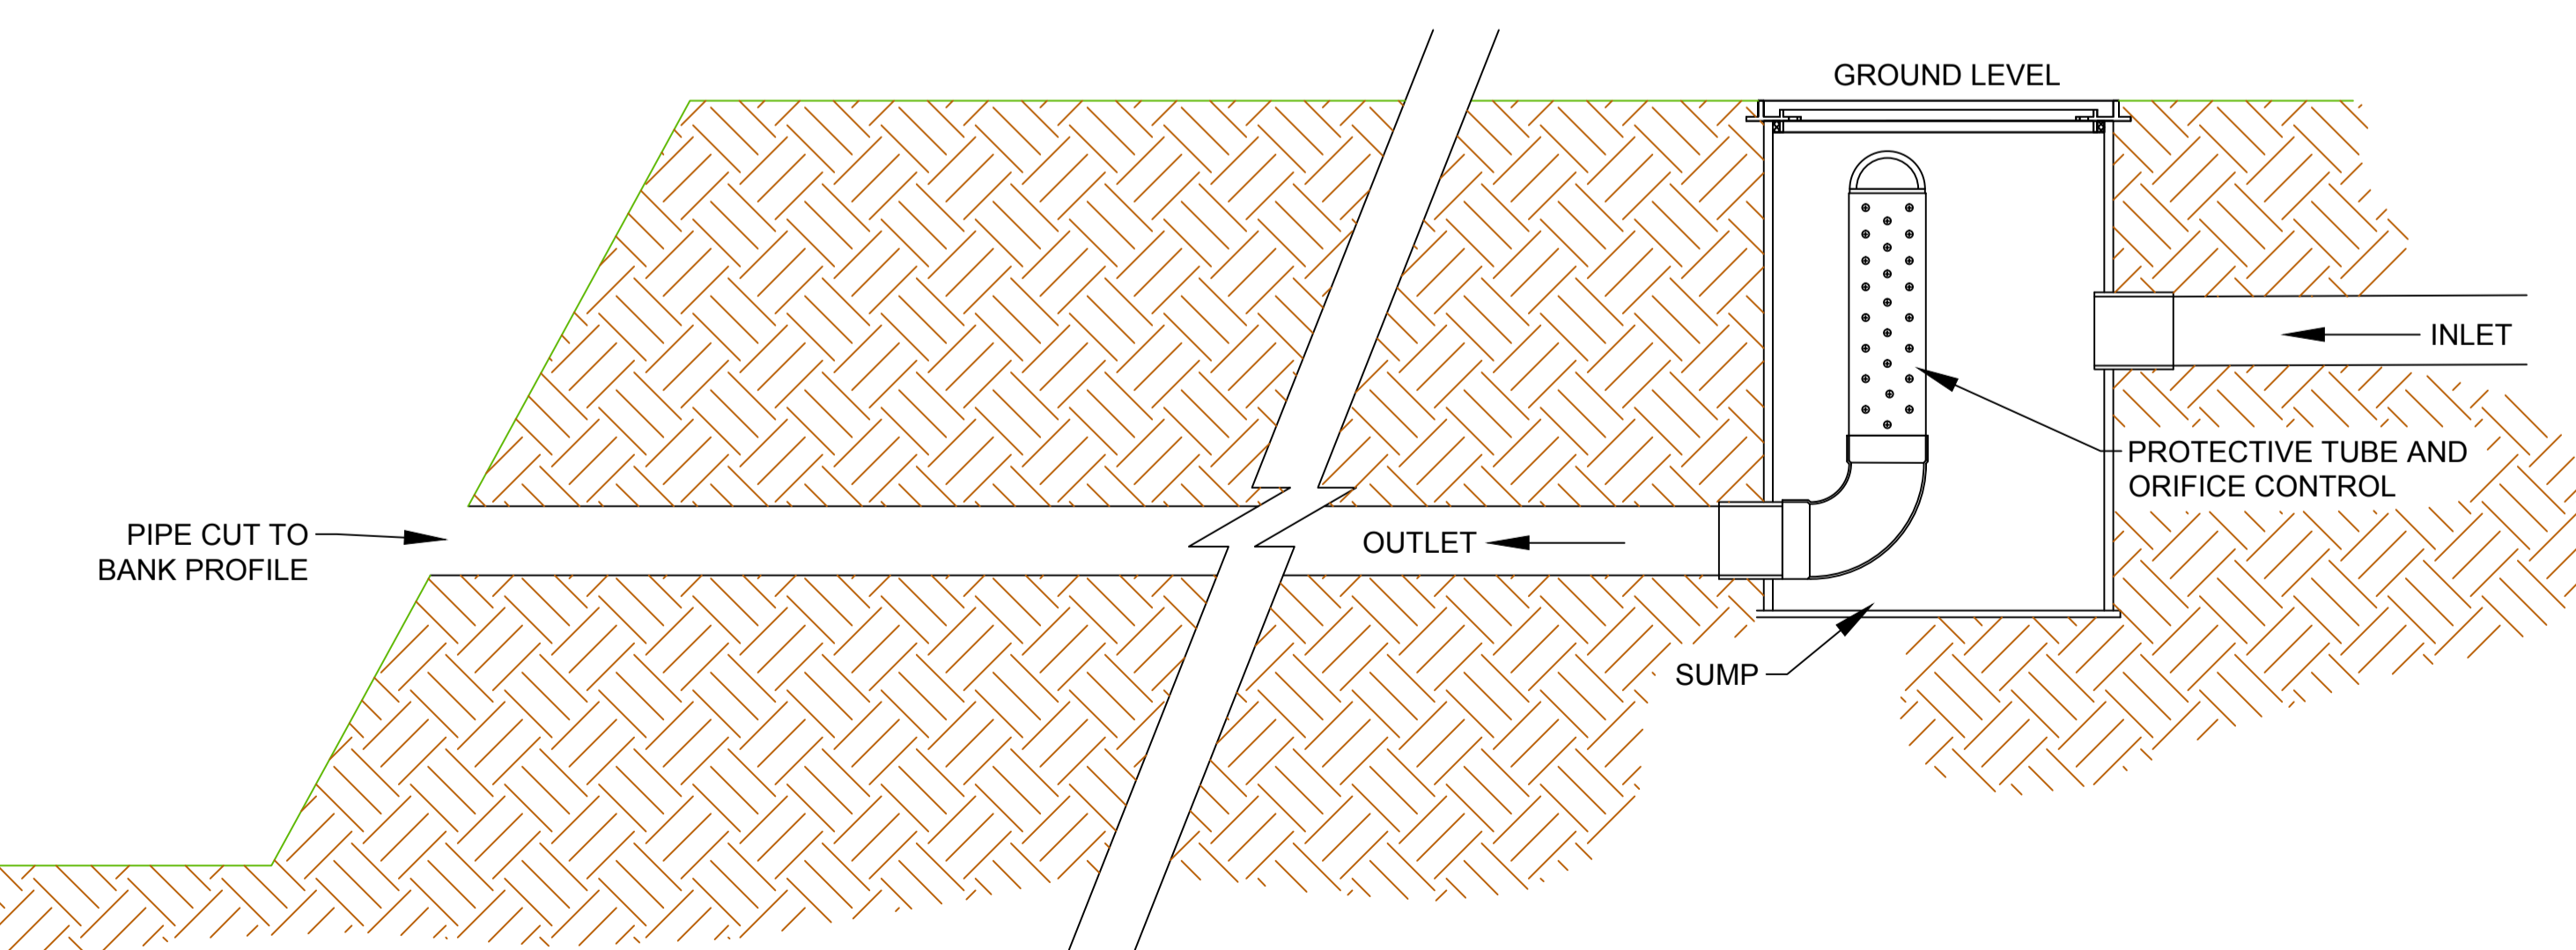 GROUND LEVEL
INLET
PROTECTIVE TUBE AND
ORIFICE CONTROL
PIPE CUT TO
BANK PROFILE
OUTLET
SUMP